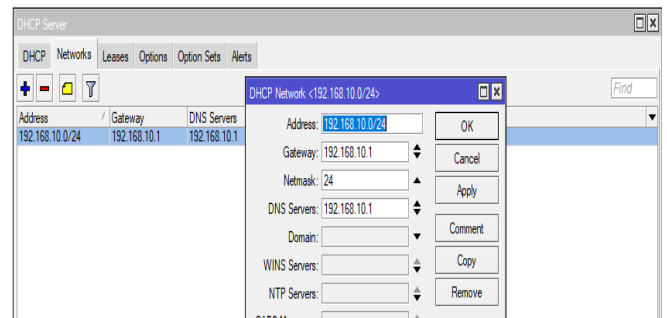 DHCP Server
DHCP Networks Leases Options Option Sets Alerts
Find
Address Gateway DNS Servers
192.168.10.0/24 192.168.10.1 192.168.10.1
DHCP Network <192.168.10.0/24>
Address: 192.168.10.0/24 OK
Gateway: 192.168.10.1 Cancel
Netmask: 24 Apply
DNS Servers: 192.168.10.1
Domain: Comment
WINS Servers: Copy
NTP Servers: Remove